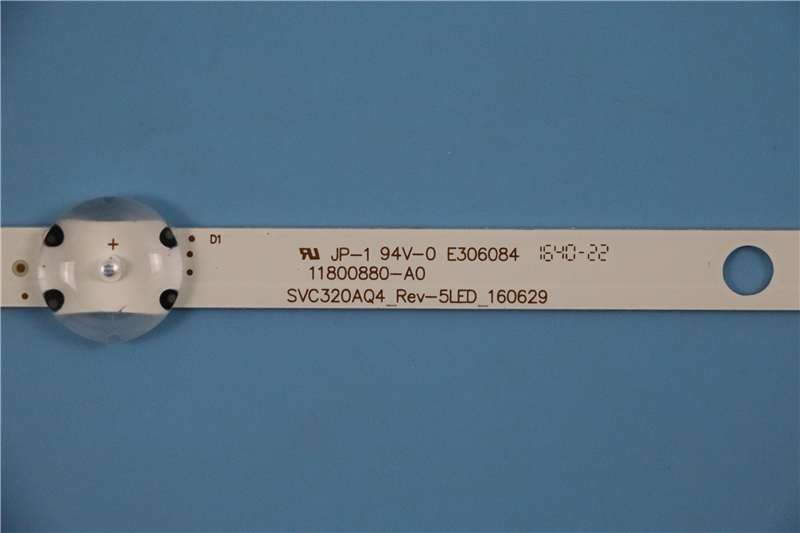 D1
JP-1 94V-0 E306084 1640-22
11800880-A0
SVC320AQ4_Rev-5LED_160629